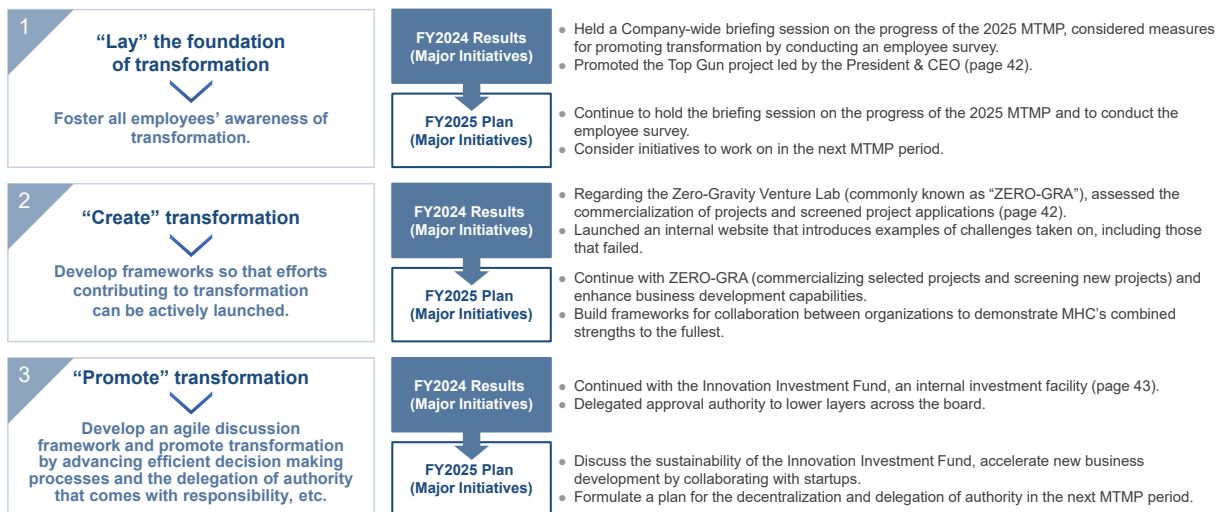 1
“Lay” the foundation
of transformation
Foster all employees’ awareness of
transformation.
FY2024 Results
(Major Initiatives)
● Held a Company-wide briefing session on the progress of the 2025 MTMP, considered measures
for promoting transformation by conducting an employee survey.
● Promoted the Top Gun project led by the President & CEO (page 42).
FY2025 Plan
(Major Initiatives)
● Continue to hold the briefing session on the progress of the 2025 MTMP and to conduct the
employee survey.
● Consider initiatives to work on in the next MTMP period.
2
“Create” transformation
Develop frameworks so that efforts
contributing to transformation
can be actively launched.
FY2024 Results
(Major Initiatives)
● Regarding the Zero-Gravity Venture Lab (commonly known as “ZERO-GRA”), assessed the
commercialization of projects and screened project applications (page 42).
● Launched an internal website that introduces examples of challenges taken on, including those
that failed.
FY2025 Plan
(Major Initiatives)
● Continue with ZERO-GRA (commercializing selected projects and screening new projects) and
enhance business development capabilities.
● Build frameworks for collaboration between organizations to demonstrate MHC’s combined
strengths to the fullest.
3
“Promote” transformation
Develop an agile discussion
framework and promote transformation
by advancing efficient decision making
processes and the delegation of authority
that comes with responsibility, etc.
FY2024 Results
(Major Initiatives)
● Continued with the Innovation Investment Fund, an internal investment facility (page 43).
● Delegated approval authority to lower layers across the board.
FY2025 Plan
(Major Initiatives)
● Discuss the sustainability of the Innovation Investment Fund, accelerate new business
development by collaborating with startups.
● Formulate a plan for the decentralization and delegation of authority in the next MTMP period.